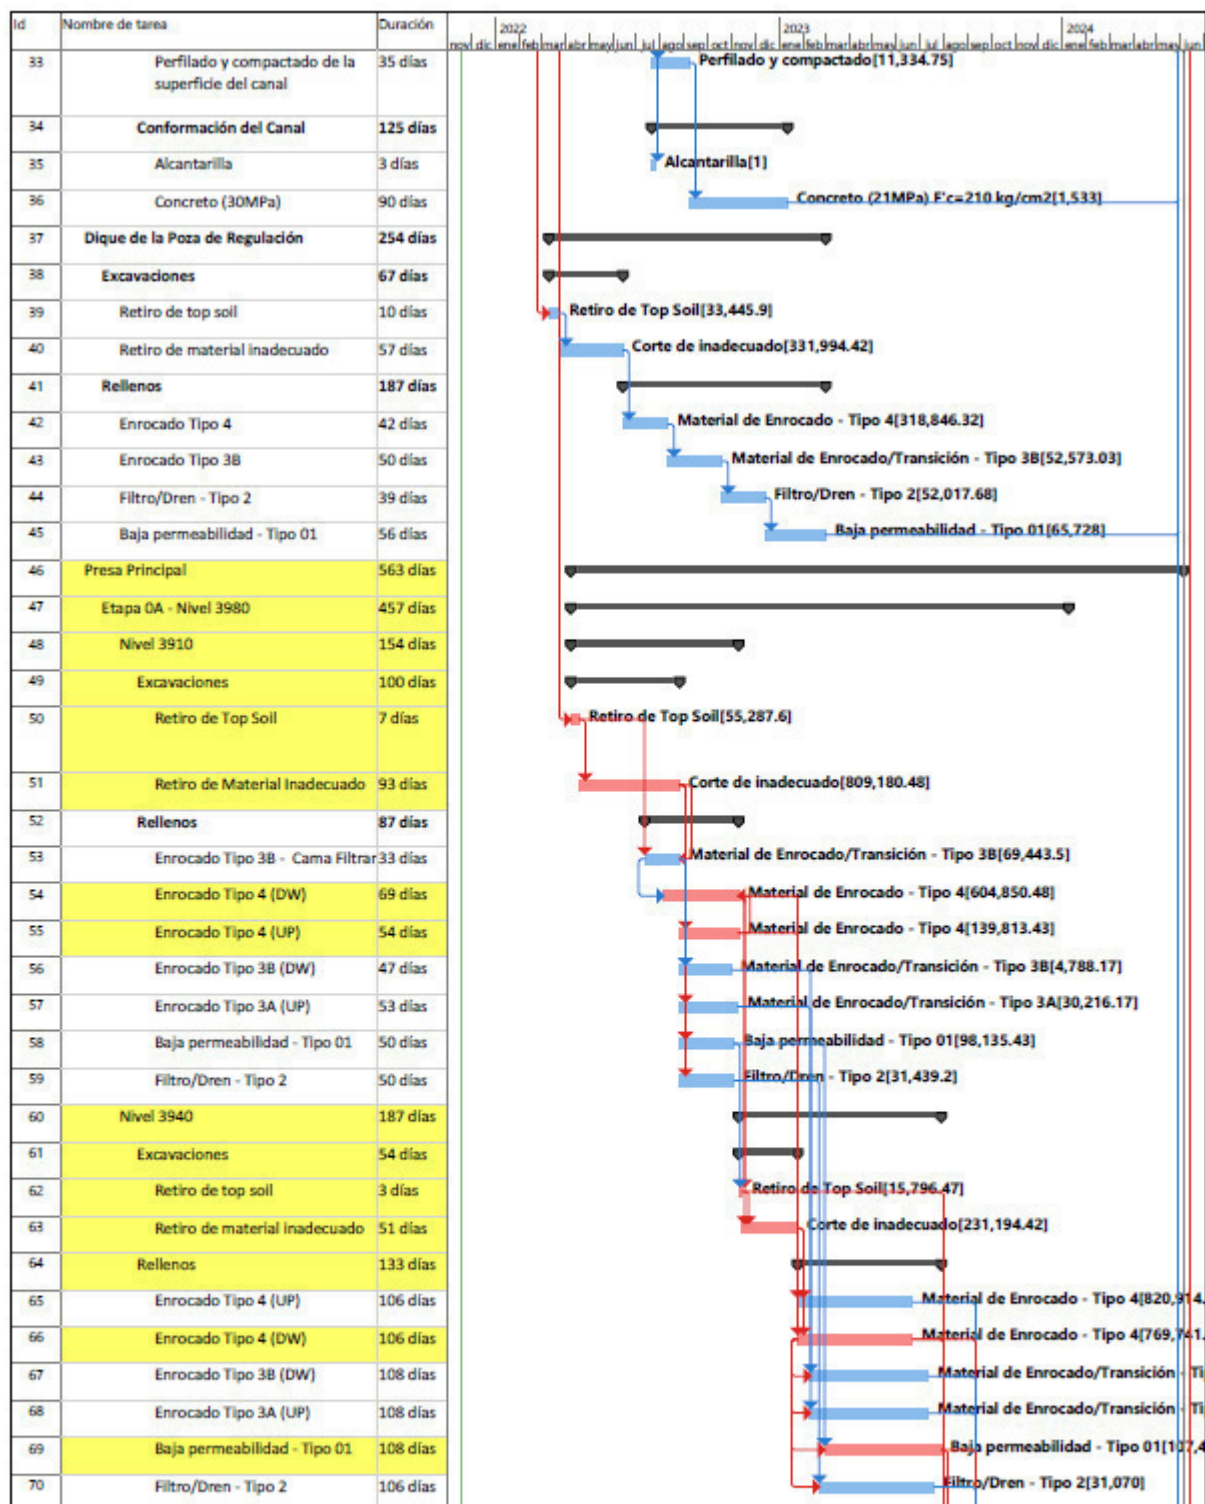 Id Nombre de tarea Duración 2022 2023 2024
nov dic ene feb mar abr may jun jul ago sep oct nov dic ene feb mar abr may jun jul ago sep oct nov dic ene feb mar abr may jun
33 Perfilado y compactado de la 35 días Perfilado y compactado[11,334.75]
superficie del canal
34 Conformación del Canal 125 días
35 Alcantarilla 3 días Alcantarilla[1]
36 Concreto (30MPa) 90 días Concreto (21MPa) F'c=210 kg/cm2[1,533]
37 Dique de la Poza de Regulación 254 días
38 Excavaciones 67 días
39 Retiro de top soil 10 días Retiro de Top Soil[33,445.9]
40 Retiro de material inadecuado 57 días Corte de inadecuado[331,994.42]
41 Rellenos 187 días
42 Enrocado Tipo 4 42 días Material de Enrocado - Tipo 4[318,846.32]
43 Enrocado Tipo 3B 50 días Material de Enrocado/Transición - Tipo 3B[52,573.03]
44 Filtro/Dren - Tipo 2 39 días Filtro/Dren - Tipo 2[52,017.68]
45 Baja permeabilidad - Tipo 01 56 días Baja permeabilidad - Tipo 01[65,728]
46 Presa Principal 563 días
47 Etapa 0A - Nivel 3980 457 días
48 Nivel 3910 154 días
49 Excavaciones 100 días
50 Retiro de Top Soil 7 días Retiro de Top Soil[55,287.6]
51 Retiro de Material Inadecuado 93 días Corte de inadecuado[809,180.48]
52 Rellenos 87 días
53 Enrocado Tipo 3B - Cama Filtrar 33 días Material de Enrocado/Transición - Tipo 3B[69,443.5]
54 Enrocado Tipo 4 (DW) 69 días Material de Enrocado - Tipo 4[604,850.48]
55 Enrocado Tipo 4 (UP) 54 días Material de Enrocado - Tipo 4[139,813.43]
56 Enrocado Tipo 3B (DW) 47 días Material de Enrocado/Transición - Tipo 3B[4,788.17]
57 Enrocado Tipo 3A (UP) 53 días Material de Enrocado/Transición - Tipo 3A[30,216.17]
58 Baja permeabilidad - Tipo 01 50 días Baja permeabilidad - Tipo 01[98,135.43]
59 Filtro/Dren - Tipo 2 50 días Filtro/Dren - Tipo 2[31,439.2]
60 Nivel 3940 187 días
61 Excavaciones 54 días
62 Retiro de top soil 3 días Retiro de Top Soil[15,796.47]
63 Retiro de material inadecuado 51 días Corte de inadecuado[231,194.42]
64 Rellenos 133 días
65 Enrocado Tipo 4 (UP) 106 días Material de Enrocado - Tipo 4[820,914.
66 Enrocado Tipo 4 (DW) 106 días Material de Enrocado - Tipo 4[769,741.
67 Enrocado Tipo 3B (DW) 108 días Material de Enrocado/Transición - Ti
68 Enrocado Tipo 3A (UP) 108 días Material de Enrocado/Transición - Ti
69 Baja permeabilidad - Tipo 01 108 días Baja permeabilidad - Tipo 01[107,4
70 Filtro/Dren - Tipo 2 106 días Filtro/Dren - Tipo 2[31,070]